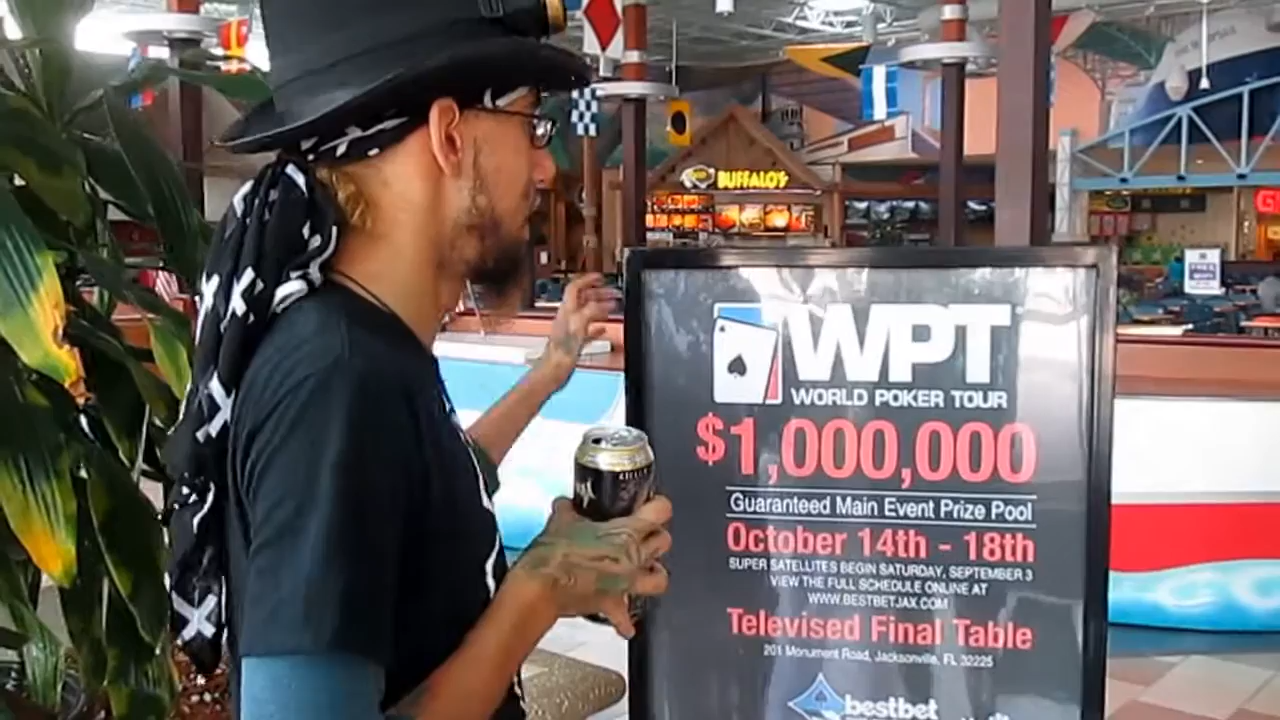 BUFFALO'S
WPT
WORLD POKER TOUR
$1,000,000
Guaranteed Main Event Prize Pool
October 14th - 18th
SUPER SATELLITES BEGIN SATURDAY, SEPTEMBER 3
VIEW THE FULL SCHEDULE ONLINE AT
WWW.BESTBETJAX.COM
Televised Final Table
201 Monument Road, Jacksonville, FL 32225
bestbet